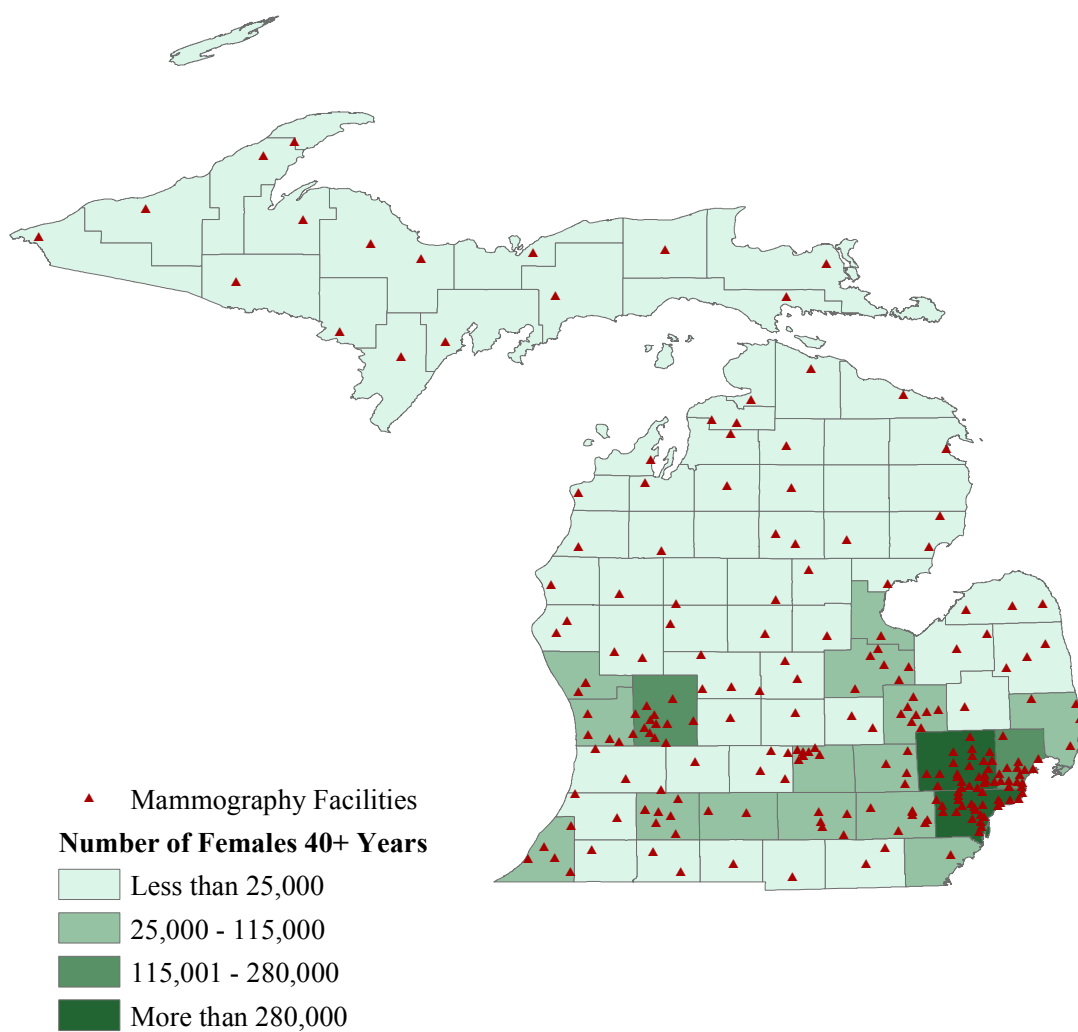 Mammography Facilities
Number of Females 40+ Years
Less than 25,000
25,000 - 115,000
115,001 - 280,000
More than 280,000